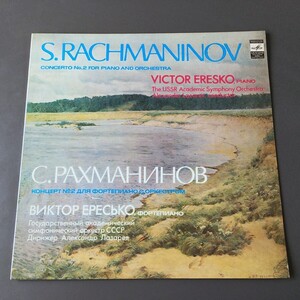 S. RACHMANINOV
CONCERTO No.2 FOR PIANO AND ORCHESTRA
VICTOR ERESKO, PIANO
The USSR Academic Symphony Orchestra
С. РАХМАНИНОВ
КОНЦЕРТ №2 ДЛЯ ФОРТЕПИАНО С ОРКЕСТРОМ
ВИКТОР ЕРЕСЬКО, ФОРТЕПИАНО
Государственный академический
симфонический оркестр СССР
Дирижер Александр Лазарев